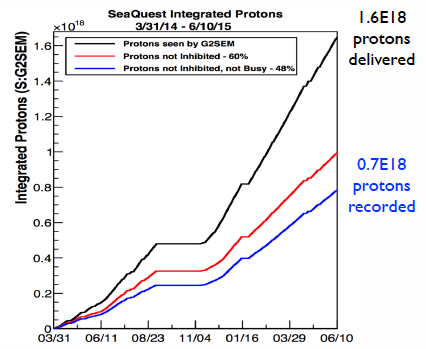 SeaQuest Integrated Protons
3/31/14 - 6/10/15
×10^18
Integrated Protons (S:G2SEM)
1.6
1.4
1.2
1
0.8
0.6
0.4
0.2
0
Protons seen by G2SEM
Protons not Inhibited - 60%
Protons not Inhibited, not Busy - 48%
03/31 06/11 08/23 11/04 01/16 03/29 06/10
1.6E18
protons
delivered
0.7E18
protons
recorded